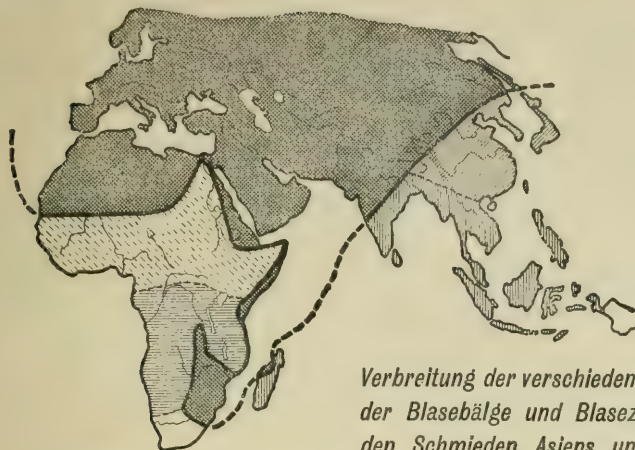 Verbreitung der verschieden
der Blasebälge und Blasez
den Schmieden Asiens un